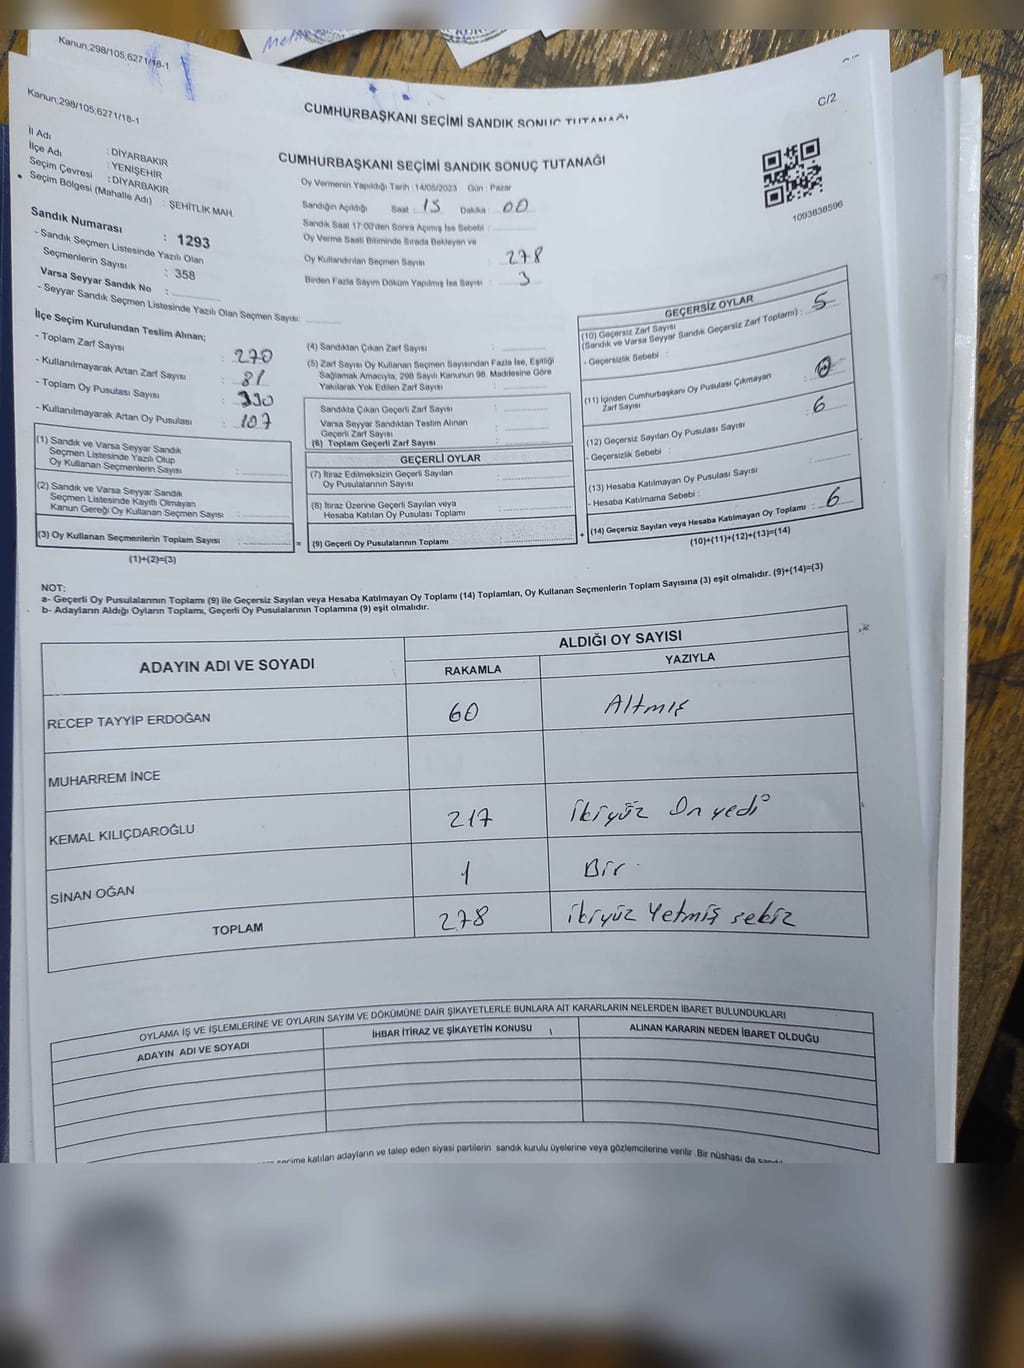 Kanun;298/105;6271/18-1
CUMHURBAŞKANI SEÇİMİ SANDIK SONUÇ TUTANAĞI
Kanun;298/105;6271/18-1
C/2
İl Adı : DİYARBAKIR
İlçe Adı : YENİŞEHİR
Seçim Çevresi : DİYARBAKIR
Seçim Bölgesi (Mahalle Adı) : ŞEHİTLİK MAH.
Sandık Numarası : 1293
- Sandık Seçmen Listesinde Yazılı Olan
Seçmenlerin Sayısı : 358
Varsa Seyyar Sandık No :
- Seyyar Sandık Seçmen Listesinde Yazılı Olan Seçmen Sayısı:
CUMHURBAŞKANI SEÇİMİ SANDIK SONUÇ TUTANAĞI
Oy Vermenin Yapıldığı Tarih : 14/05/2023 Gün : Pazar
Sandığın Açıldığı Saat : 15 Dakika : 00
Sandık Saat 17:00'den Sonra Açılmış İse Sebebi :
Oy Verme Saati Bitiminde Sırada Bekleyen ve
Oy Kullandırılan Seçmen Sayısı : 278
Birden Fazla Sayım Döküm Yapılmış İse Sayısı : 3
1093838596
İlçe Seçim Kurulundan Teslim Alınan;
- Toplam Zarf Sayısı : 270
- Kullanılmayarak Artan Zarf Sayısı : 81
- Toplam Oy Pusulası Sayısı : 390
- Kullanılmayarak Artan Oy Pusulası : 107
(1) Sandık ve Varsa Seyyar Sandık
Seçmen Listesinde Yazılı Olup
Oy Kullanan Seçmenlerin Sayısı :
(2) Sandık ve Varsa Seyyar Sandık
Seçmen Listesinde Kayıtlı Olmayan
Kanun Gereği Oy Kullanan Seçmen Sayısı :
(3) Oy Kullanan Seçmenlerin Toplam Sayısı :
(1)+(2)=(3)
(4) Sandıktan Çıkan Zarf Sayısı :
(5) Zarf Sayısı Oy Kullanan Seçmen Sayısından Fazla İse, Eşitliği
Sağlamak Amacıyla, 298 Sayılı Kanunun 98. Maddesine Göre
Yakılarak Yok Edilen Zarf Sayısı :
Sandıkta Çıkan Geçerli Zarf Sayısı :
Varsa Seyyar Sandıktan Teslim Alınan
Geçerli Zarf Sayısı :
(6) Toplam Geçerli Zarf Sayısı :
GEÇERLİ OYLAR
(7) İtiraz Edilmeksizin Geçerli Sayılan
Oy Pusulalarının Sayısı :
(8) İtiraz Üzerine Geçerli Sayılan veya
Hesaba Katılan Oy Pusulası Toplamı :
= (9) Geçerli Oy Pusulalarının Toplamı :
GEÇERSİZ OYLAR
(10) Geçersiz Zarf Sayısı
(Sandık ve Varsa Seyyar Sandık Geçersiz Zarf Toplamı) : 5
- Geçersizlik Sebebi :
(11) İçinden Cumhurbaşkanı Oy Pusulası Çıkmayan
Zarf Sayısı : 0
(12) Geçersiz Sayılan Oy Pusulası Sayısı : 6
- Geçersizlik Sebebi :
(13) Hesaba Katılmayan Oy Pusulası Sayısı :
- Hesaba Katılmama Sebebi :
+ (14) Geçersiz Sayılan veya Hesaba Katılmayan Oy Toplamı : 6
(10)+(11)+(12)+(13)=(14)
NOT:
a- Geçerli Oy Pusulalarının Toplamı (9) ile Geçersiz Sayılan veya Hesaba Katılmayan Oy Toplamı (14) Toplamları, Oy Kullanan Seçmenlerin Toplam Sayısına (3) eşit olmalıdır. (9)+(14)=(3)
b- Adayların Aldığı Oyların Toplamı, Geçerli Oy Pusulalarının Toplamına (9) eşit olmalıdır.
ADAYIN ADI VE SOYADI
ALDIĞI OY SAYISI
RAKAMLA YAZIYLA
RECEP TAYYİP ERDOĞAN 60 Altmış
MUHARREM İNCE
KEMAL KILIÇDAROĞLU 217 ikiyüz On yedi
SİNAN OĞAN 1 Bir
TOPLAM 278 ikiyüz Yetmiş sekiz
OYLAMA İŞ VE İŞLEMLERİNE VE OYLARIN SAYIM VE DÖKÜMÜNE DAİR ŞİKAYETLERLE BUNLARA AİT KARARLARIN NELERDEN İBARET BULUNDUKLARI
ADAYIN ADI VE SOYADI İHBAR İTİRAZ VE ŞİKAYETİN KONUSU ALINAN KARARIN NEDEN İBARET OLDUĞU
seçime katılan adayların ve talep eden siyasi partilerin sandık kurulu üyelerine veya gözlemcilerine verilir. Bir nüshası da